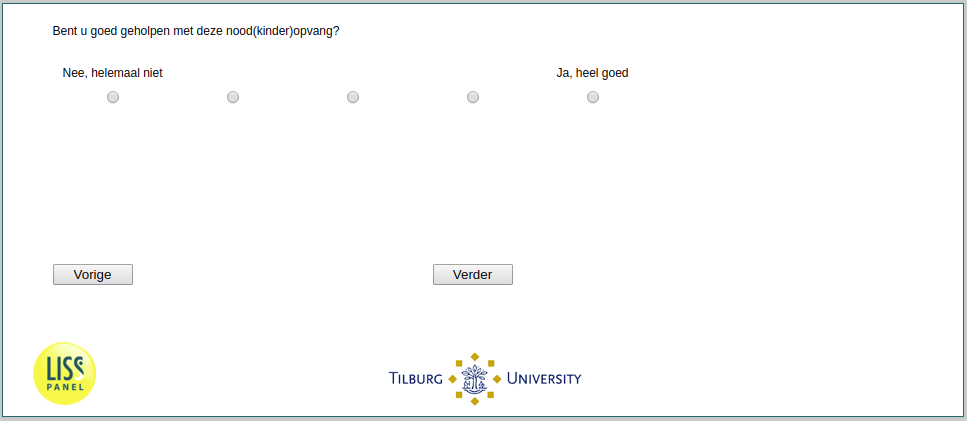 Bent u goed geholpen met deze nood(kinder)opvang?
Nee, helemaal niet
Ja, heel goed
Vorige
Verder
LISS
PANEL
TILBURG UNIVERSITY